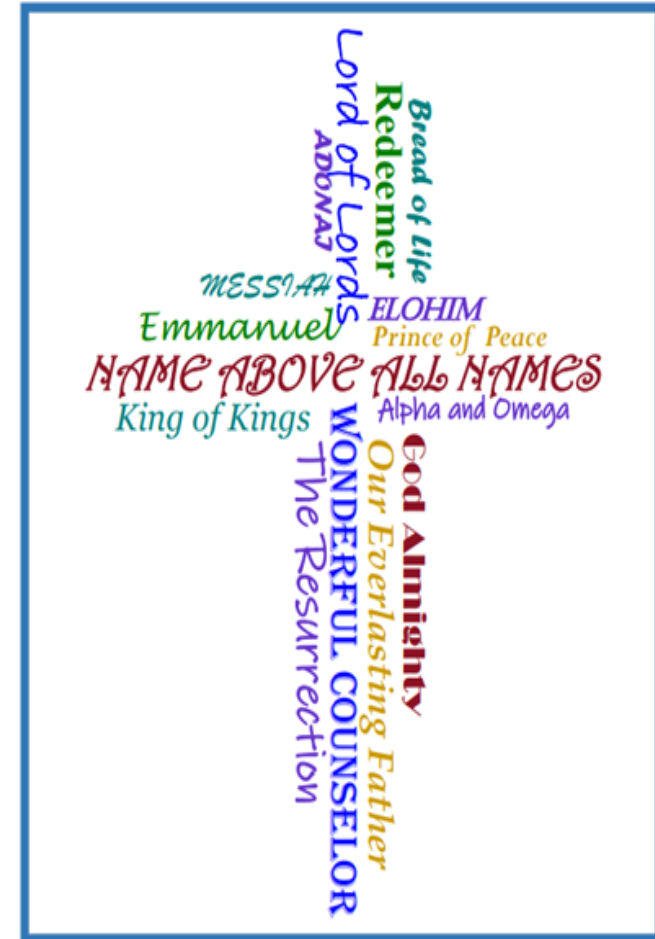 Lord of Lords
Redeemer
Bread of Life
ADONAI
MESSIAH
ELOHIM
Emmanuel
Prince of Peace
NAME ABOVE ALL NAMES
King of Kings
Alpha and Omega
WONDERFUL COUNSELOR
The Resurrection
Our Everlasting Father
God Almighty